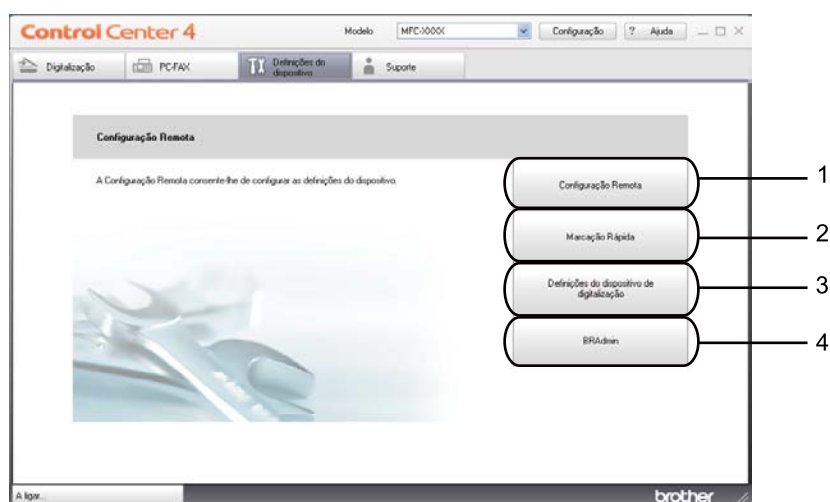 Control Center 4
Modelo
MFC-XXXX
Configuração
? Ajuda
Digitalização
PC-FAX
Definições do
dispositivo
Suporte
Configuração Remota
A Configuração Remota consente-lhe de configurar as definições do dispositivo.
Configuração Remota
1
Marcação Rápida
2
Definições do dispositivo de
digitalização
3
BRAdmin
4
A ligar...
brother